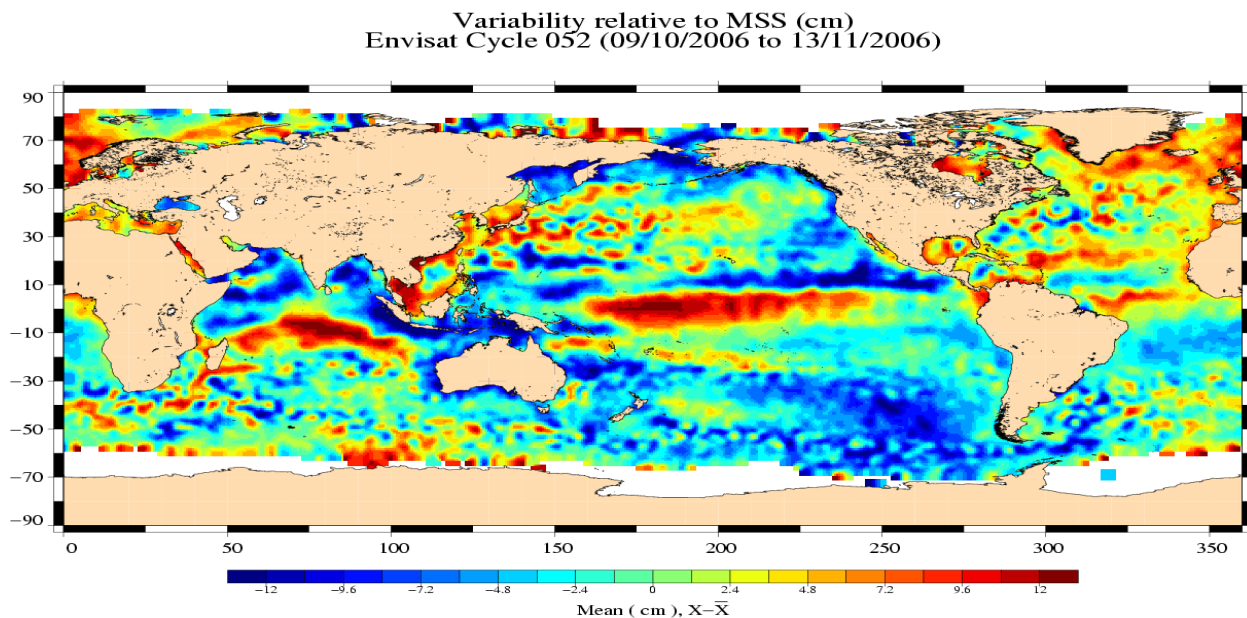 Variability relative to MSS (cm)
Envisat Cycle 052 (09/10/2006 to 13/11/2006)
90
70
50
30
10
−10
−30
−50
−70
−90
0 50 100 150 200 250 300 350
−12 −9.6 −7.2 −4.8 −2.4 0 2.4 4.8 7.2 9.6 12
Mean ( cm ), X−X̅